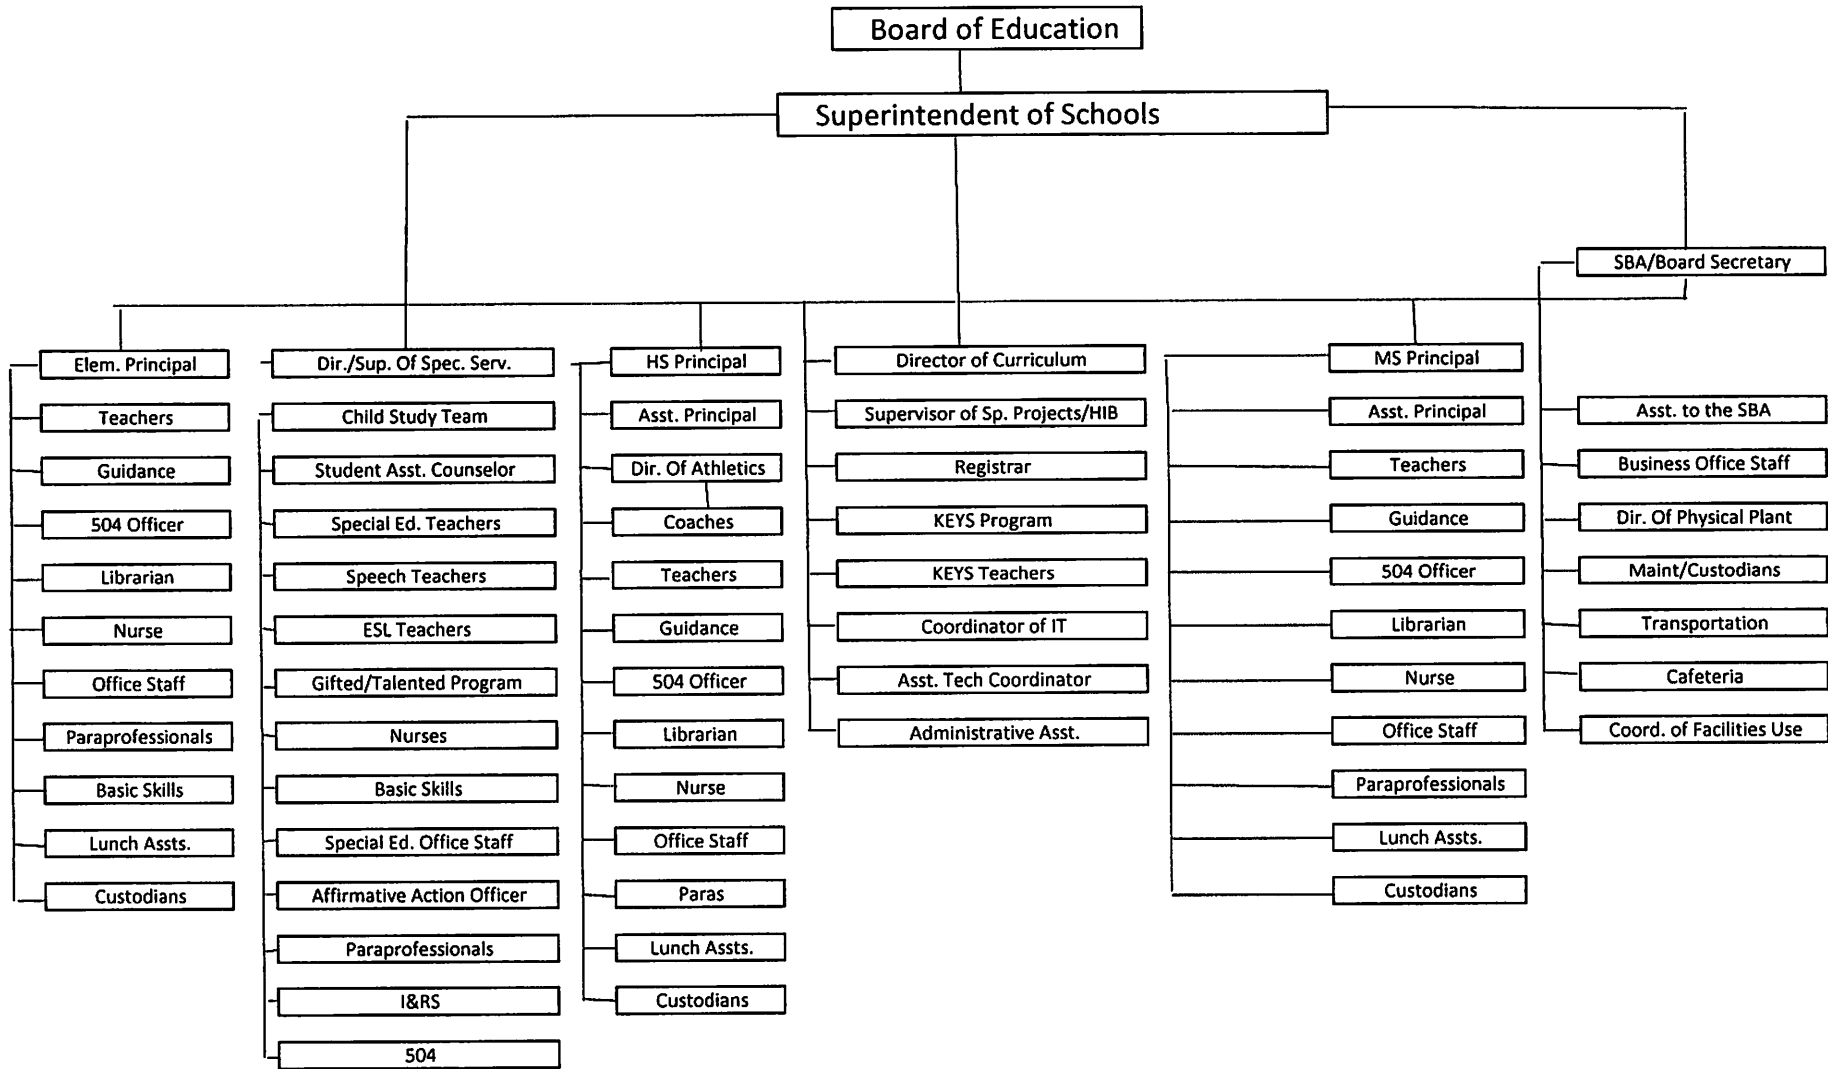 Board of Education
Superintendent of Schools
SBA/Board Secretary
Elem. Principal
Teachers
Guidance
504 Officer
Librarian
Nurse
Office Staff
Paraprofessionals
Basic Skills
Lunch Assts.
Custodians
Dir./Sup. Of Spec. Serv.
Child Study Team
Student Asst. Counselor
Special Ed. Teachers
Speech Teachers
ESL Teachers
Gifted/Talented Program
Nurses
Basic Skills
Special Ed. Office Staff
Affirmative Action Officer
Paraprofessionals
I&RS
504
HS Principal
Asst. Principal
Dir. Of Athletics
Coaches
Teachers
Guidance
504 Officer
Librarian
Nurse
Office Staff
Paras
Lunch Assts.
Custodians
Director of Curriculum
Supervisor of Sp. Projects/HIB
Registrar
KEYS Program
KEYS Teachers
Coordinator of IT
Asst. Tech Coordinator
Administrative Asst.
MS Principal
Asst. Principal
Teachers
Guidance
504 Officer
Librarian
Nurse
Office Staff
Paraprofessionals
Lunch Assts.
Custodians
Asst. to the SBA
Business Office Staff
Dir. Of Physical Plant
Maint/Custodians
Transportation
Cafeteria
Coord. of Facilities Use